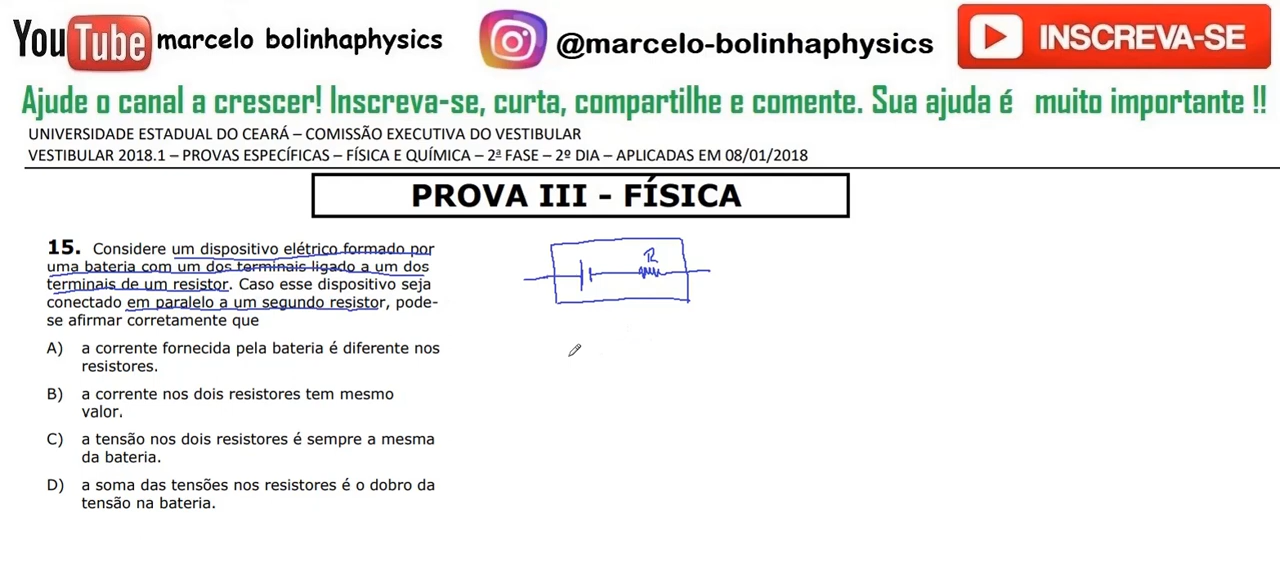 YouTube marcelo bolinhaphysics
@marcelo-bolinhaphysics
INSCREVA-SE
Ajude o canal a crescer! Inscreva-se, curta, compartilhe e comente. Sua ajuda é muito importante !!
UNIVERSIDADE ESTADUAL DO CEARÁ – COMISSÃO EXECUTIVA DO VESTIBULAR
VESTIBULAR 2018.1 – PROVAS ESPECÍFICAS – FÍSICA E QUÍMICA – 2ª FASE – 2º DIA – APLICADAS EM 08/01/2018
PROVA III - FÍSICA
15. Considere um dispositivo elétrico formado por
uma bateria com um dos terminais ligado a um dos
terminais de um resistor. Caso esse dispositivo seja
conectado em paralelo a um segundo resistor, pode-
se afirmar corretamente que
A) a corrente fornecida pela bateria é diferente nos
resistores.
B) a corrente nos dois resistores tem mesmo
valor.
C) a tensão nos dois resistores é sempre a mesma
da bateria.
D) a soma das tensões nos resistores é o dobro da
tensão na bateria.
R